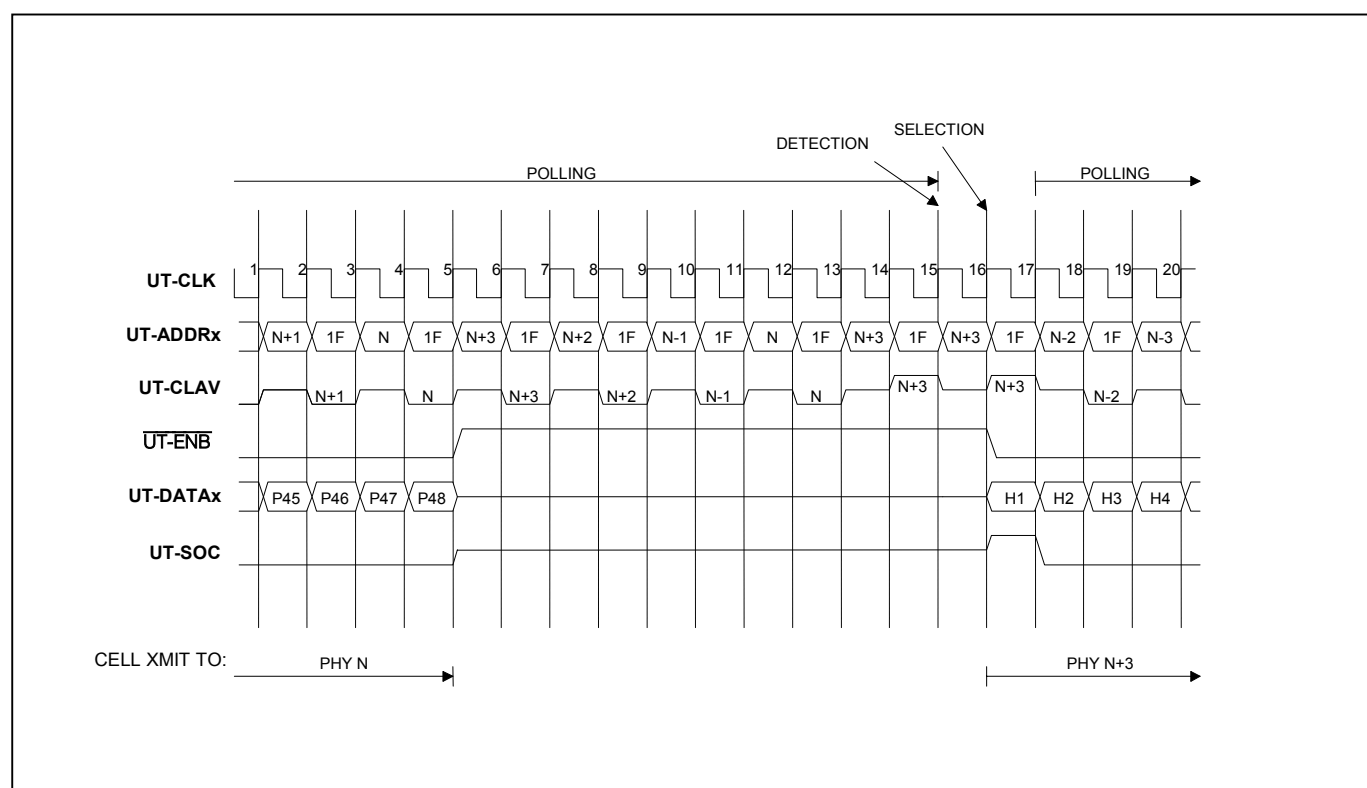 SELECTION
DETECTION
POLLING POLLING
UT-CLK 1 2 3 4 5 6 7 8 9 10 11 12 13 14 15 16 17 18 19 20
UT-ADDRx N+1 1F N 1F N+3 1F N+2 1F N-1 1F N 1F N+3 1F N+3 1F N-2 1F N-3
UT-CLAV N+1 N N+3 N+2 N-1 N N+3 N+3 N-2
UT-ENB
UT-DATAx P45 P46 P47 P48 H1 H2 H3 H4
UT-SOC
CELL XMIT TO: PHY N PHY N+3